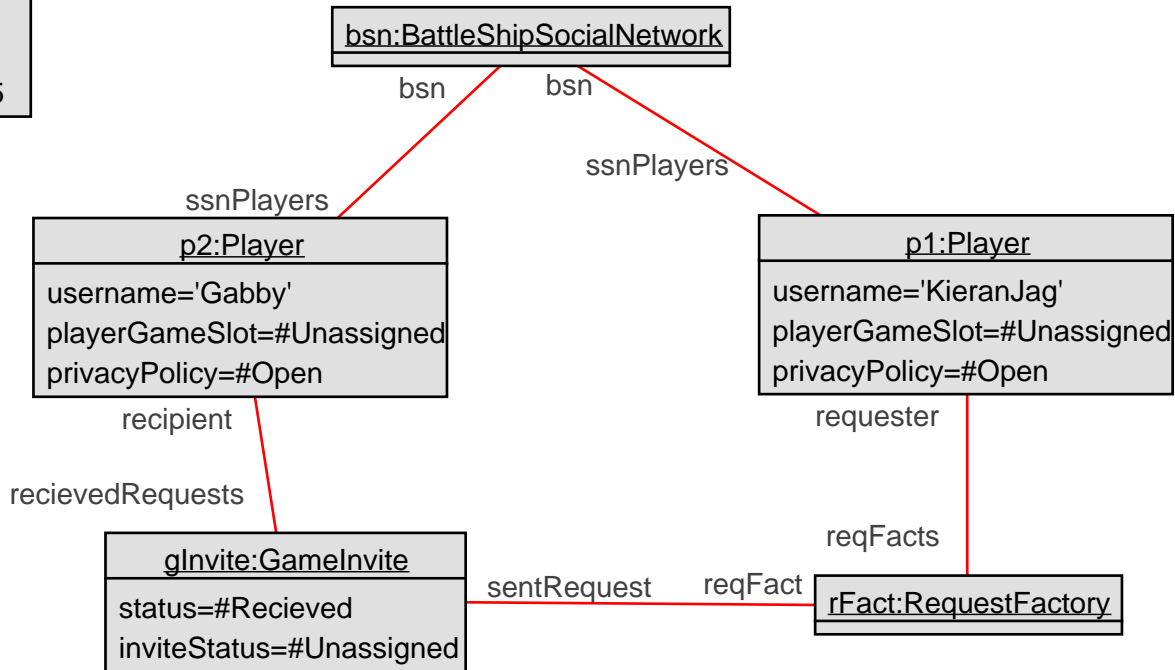 bsn:BattleShipSocialNetwork
5
bsn
bsn
ssnPlayers
ssnPlayers
p2:Player
username='Gabby'
playerGameSlot=#Unassigned
privacyPolicy=#Open
p1:Player
username='KieranJag'
playerGameSlot=#Unassigned
privacyPolicy=#Open
recipient
requester
recievedRequests
reqFacts
gInvite:GameInvite
status=#Recieved
inviteStatus=#Unassigned
sentRequest
reqFact
rFact:RequestFactory